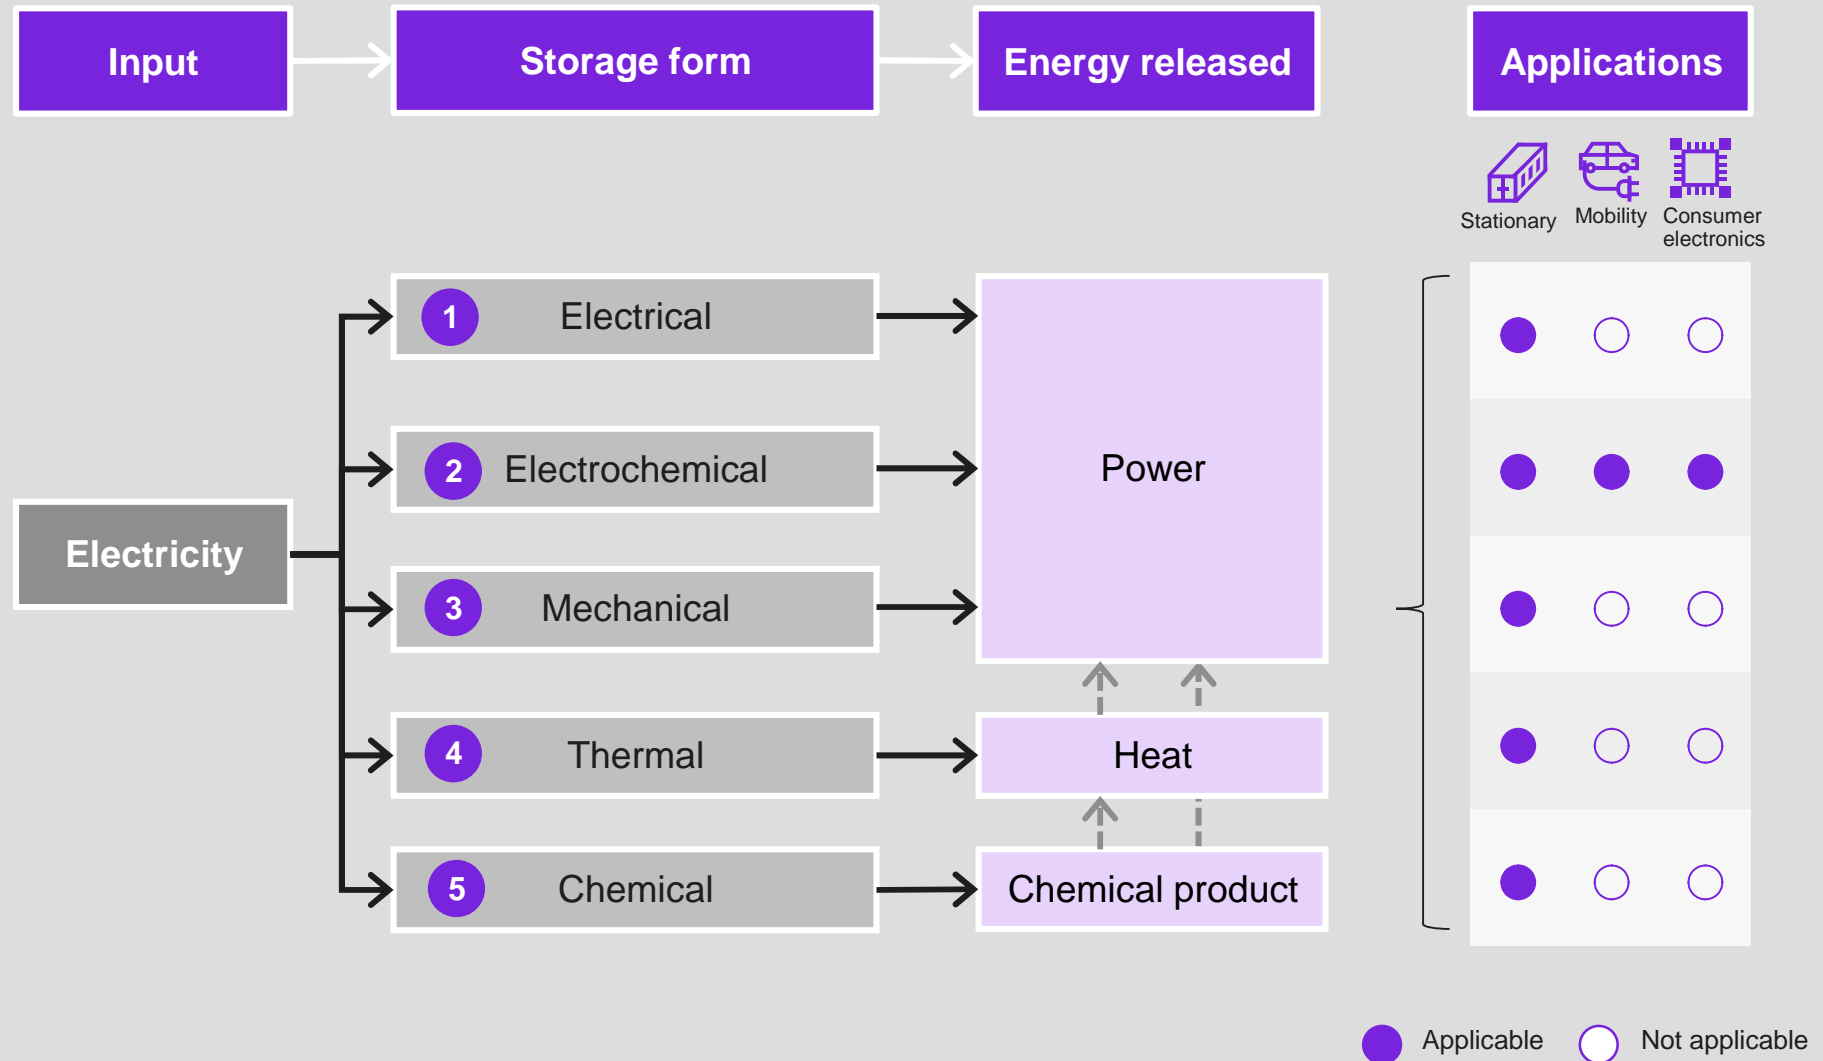 Input
Storage form
Energy released
Applications
Stationary
Mobility
Consumer
electronics
1
Electrical
2
Electrochemical
Power
Electricity
3
Mechanical
4
Thermal
Heat
5
Chemical
Chemical product
Applicable
Not applicable